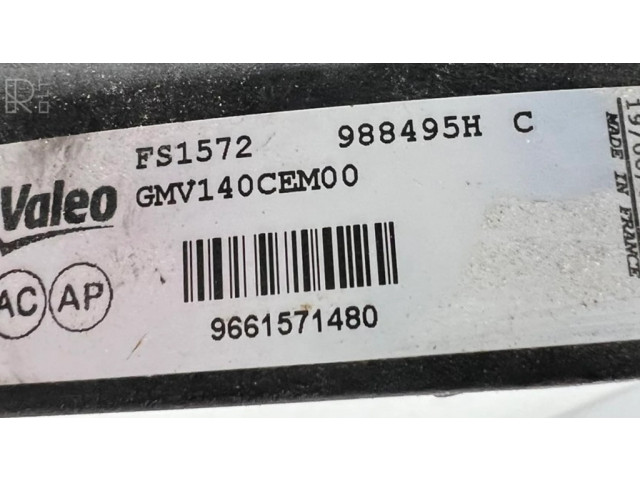 FS1572 988495H C
Valeo GMV140CEM00
AC AP
9661571480
MADE IN FRANCE